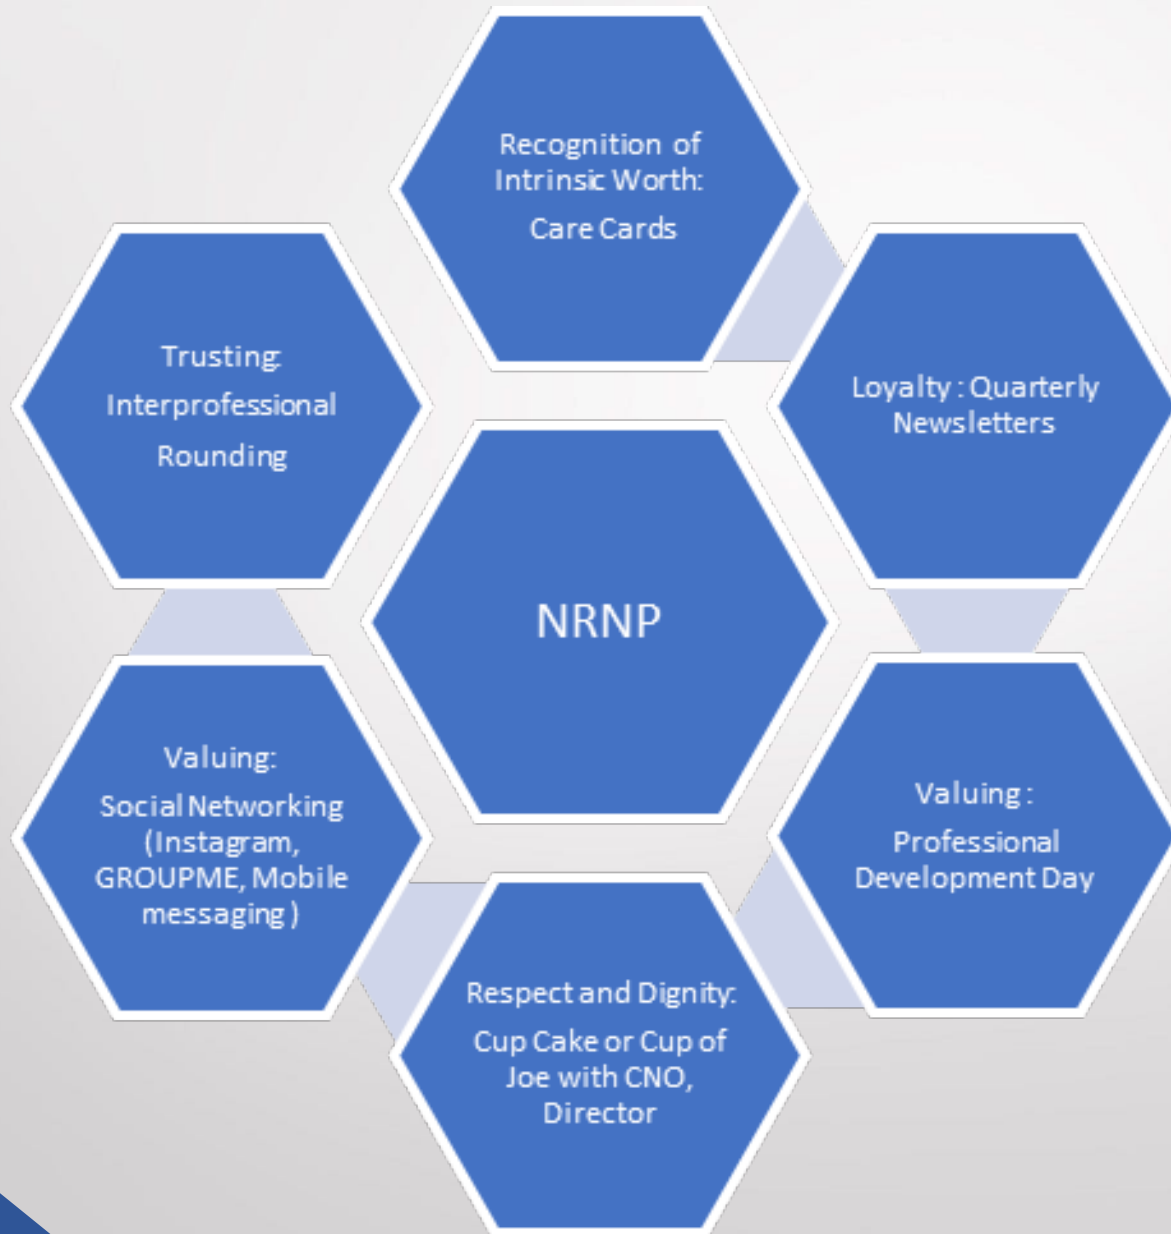 Recognition of
Intrinsic Worth:
Care Cards
Trusting:
Interprofessional
Rounding
Loyalty : Quarterly
Newsletters
NRNP
Valuing:
Social Networking
(Instagram,
GROUPME, Mobile
messaging)
Valuing :
Professional
Development Day
Respect and Dignity:
Cup Cake or Cup of
Joe with CNO,
Director